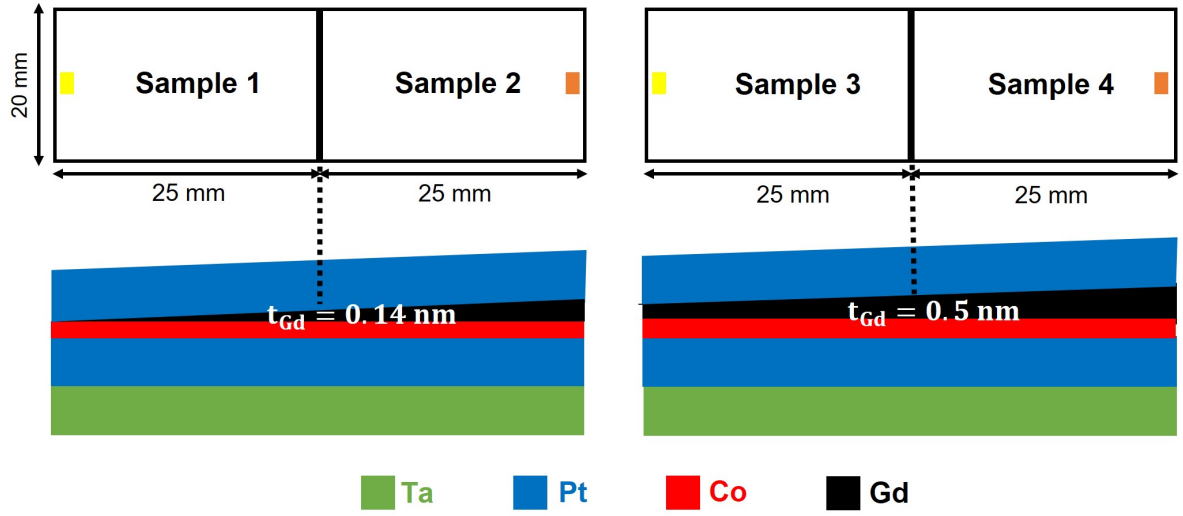 20 mm
Sample 1
Sample 2
Sample 3
Sample 4
25 mm
25 mm
25 mm
25 mm
t_Gd = 0.14 nm
t_Gd = 0.5 nm
Ta
Pt
Co
Gd